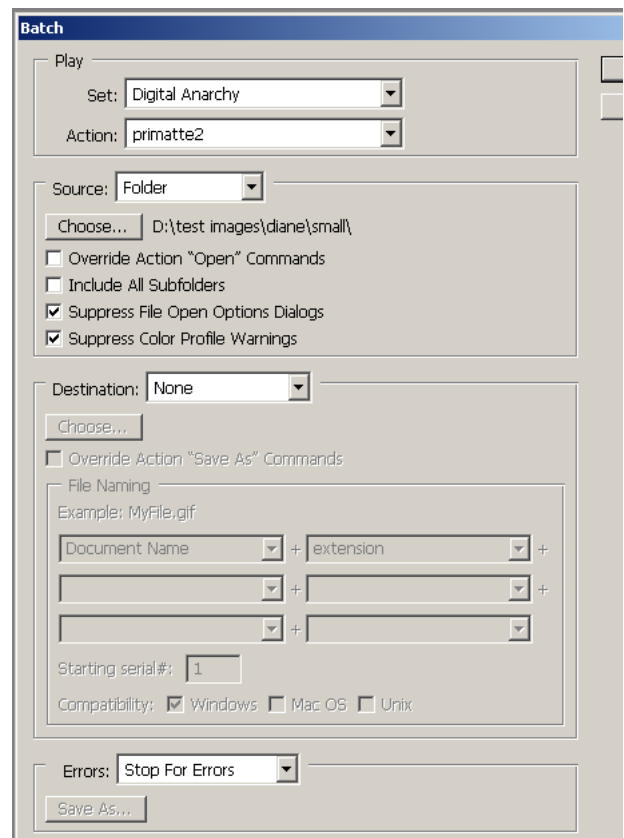 Batch
Play
Set: Digital Anarchy
Action: primatte2
Source: Folder
Choose... D:\test images\diane\small\
Override Action “Open” Commands
Include All Subfolders
Suppress File Open Options Dialogs
Suppress Color Profile Warnings
Destination: None
Choose...
Override Action “Save As” Commands
File Naming
Example: MyFile.gif
Document Name + extension +
+ +
+
Starting serial#: 1
Compatibility: Windows Mac OS Unix
Errors: Stop For Errors
Save As...